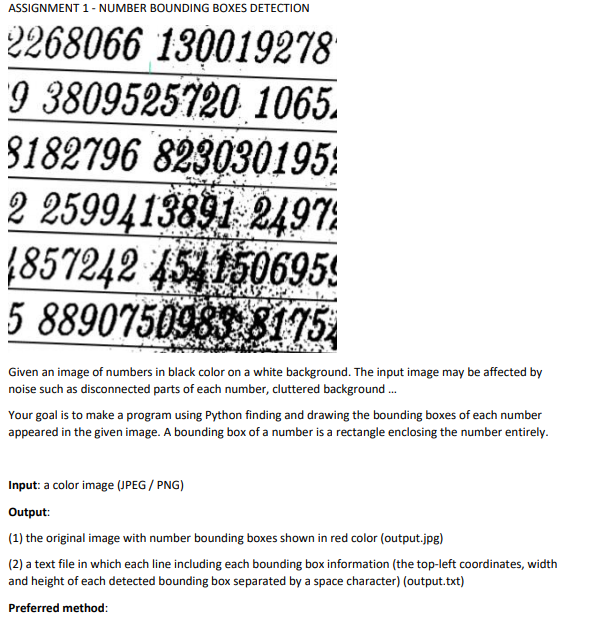 ASSIGNMENT 1 - NUMBER BOUNDING BOXES DETECTION
2268066 130019278
9 3809525720 1065
8182796 823030195
2 2599413891 2497
1857242 4541506959
5 8890750983 8175
Given an image of numbers in black color on a white background. The input image may be affected by
noise such as disconnected parts of each number, cluttered background ...
Your goal is to make a program using Python finding and drawing the bounding boxes of each number
appeared in the given image. A bounding box of a number is a rectangle enclosing the number entirely.
Input: a color image (JPEG / PNG)
Output:
(1) the original image with number bounding boxes shown in red color (output.jpg)
(2) a text file in which each line including each bounding box information (the top-left coordinates, width
and height of each detected bounding box separated by a space character) (output.txt)
Preferred method: